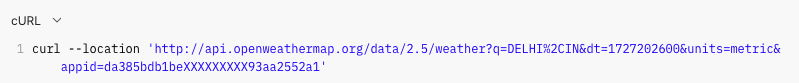 cURL
1 curl --location 'http://api.openweathermap.org/data/2.5/weather?q=DELHI%2CIN&dt=1727202600&units=metric&
appid=da385bdb1beXXXXXXXXX93aa2552a1'